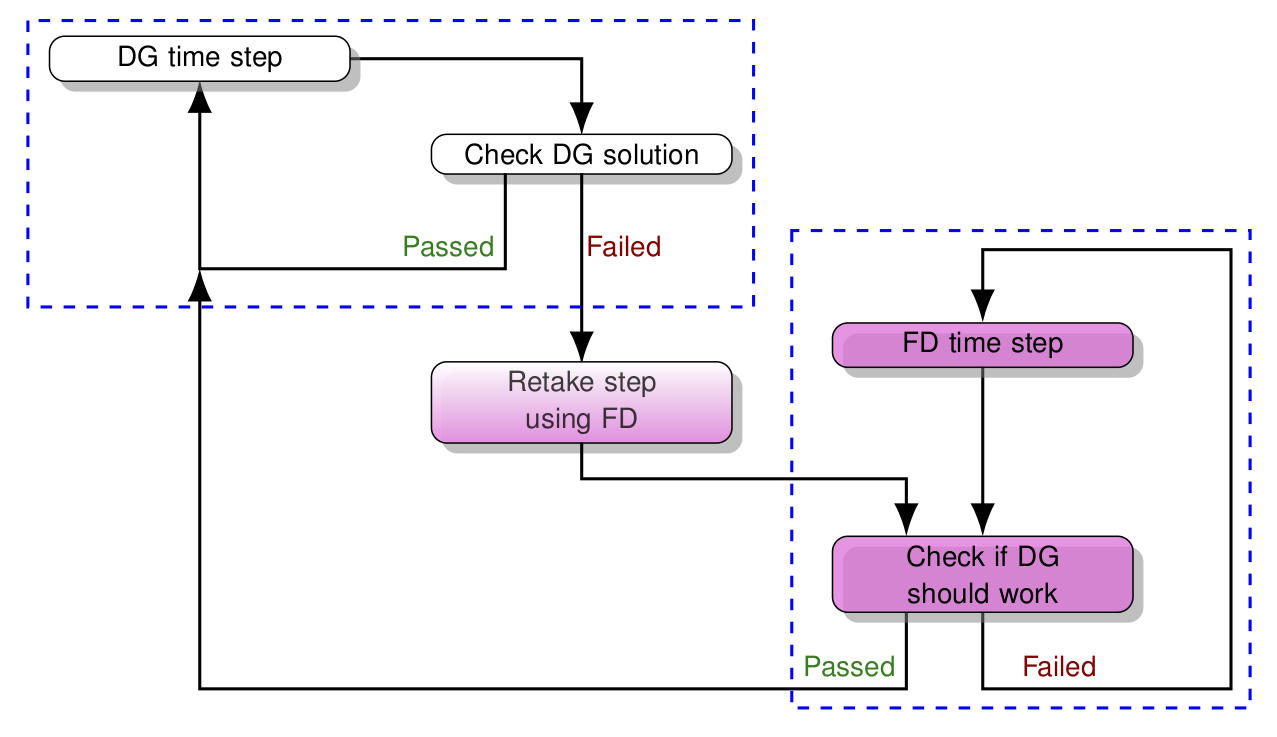 DG time step
Check DG solution
Passed
Failed
Retake step
using FD
FD time step
Check if DG
should work
Passed
Failed